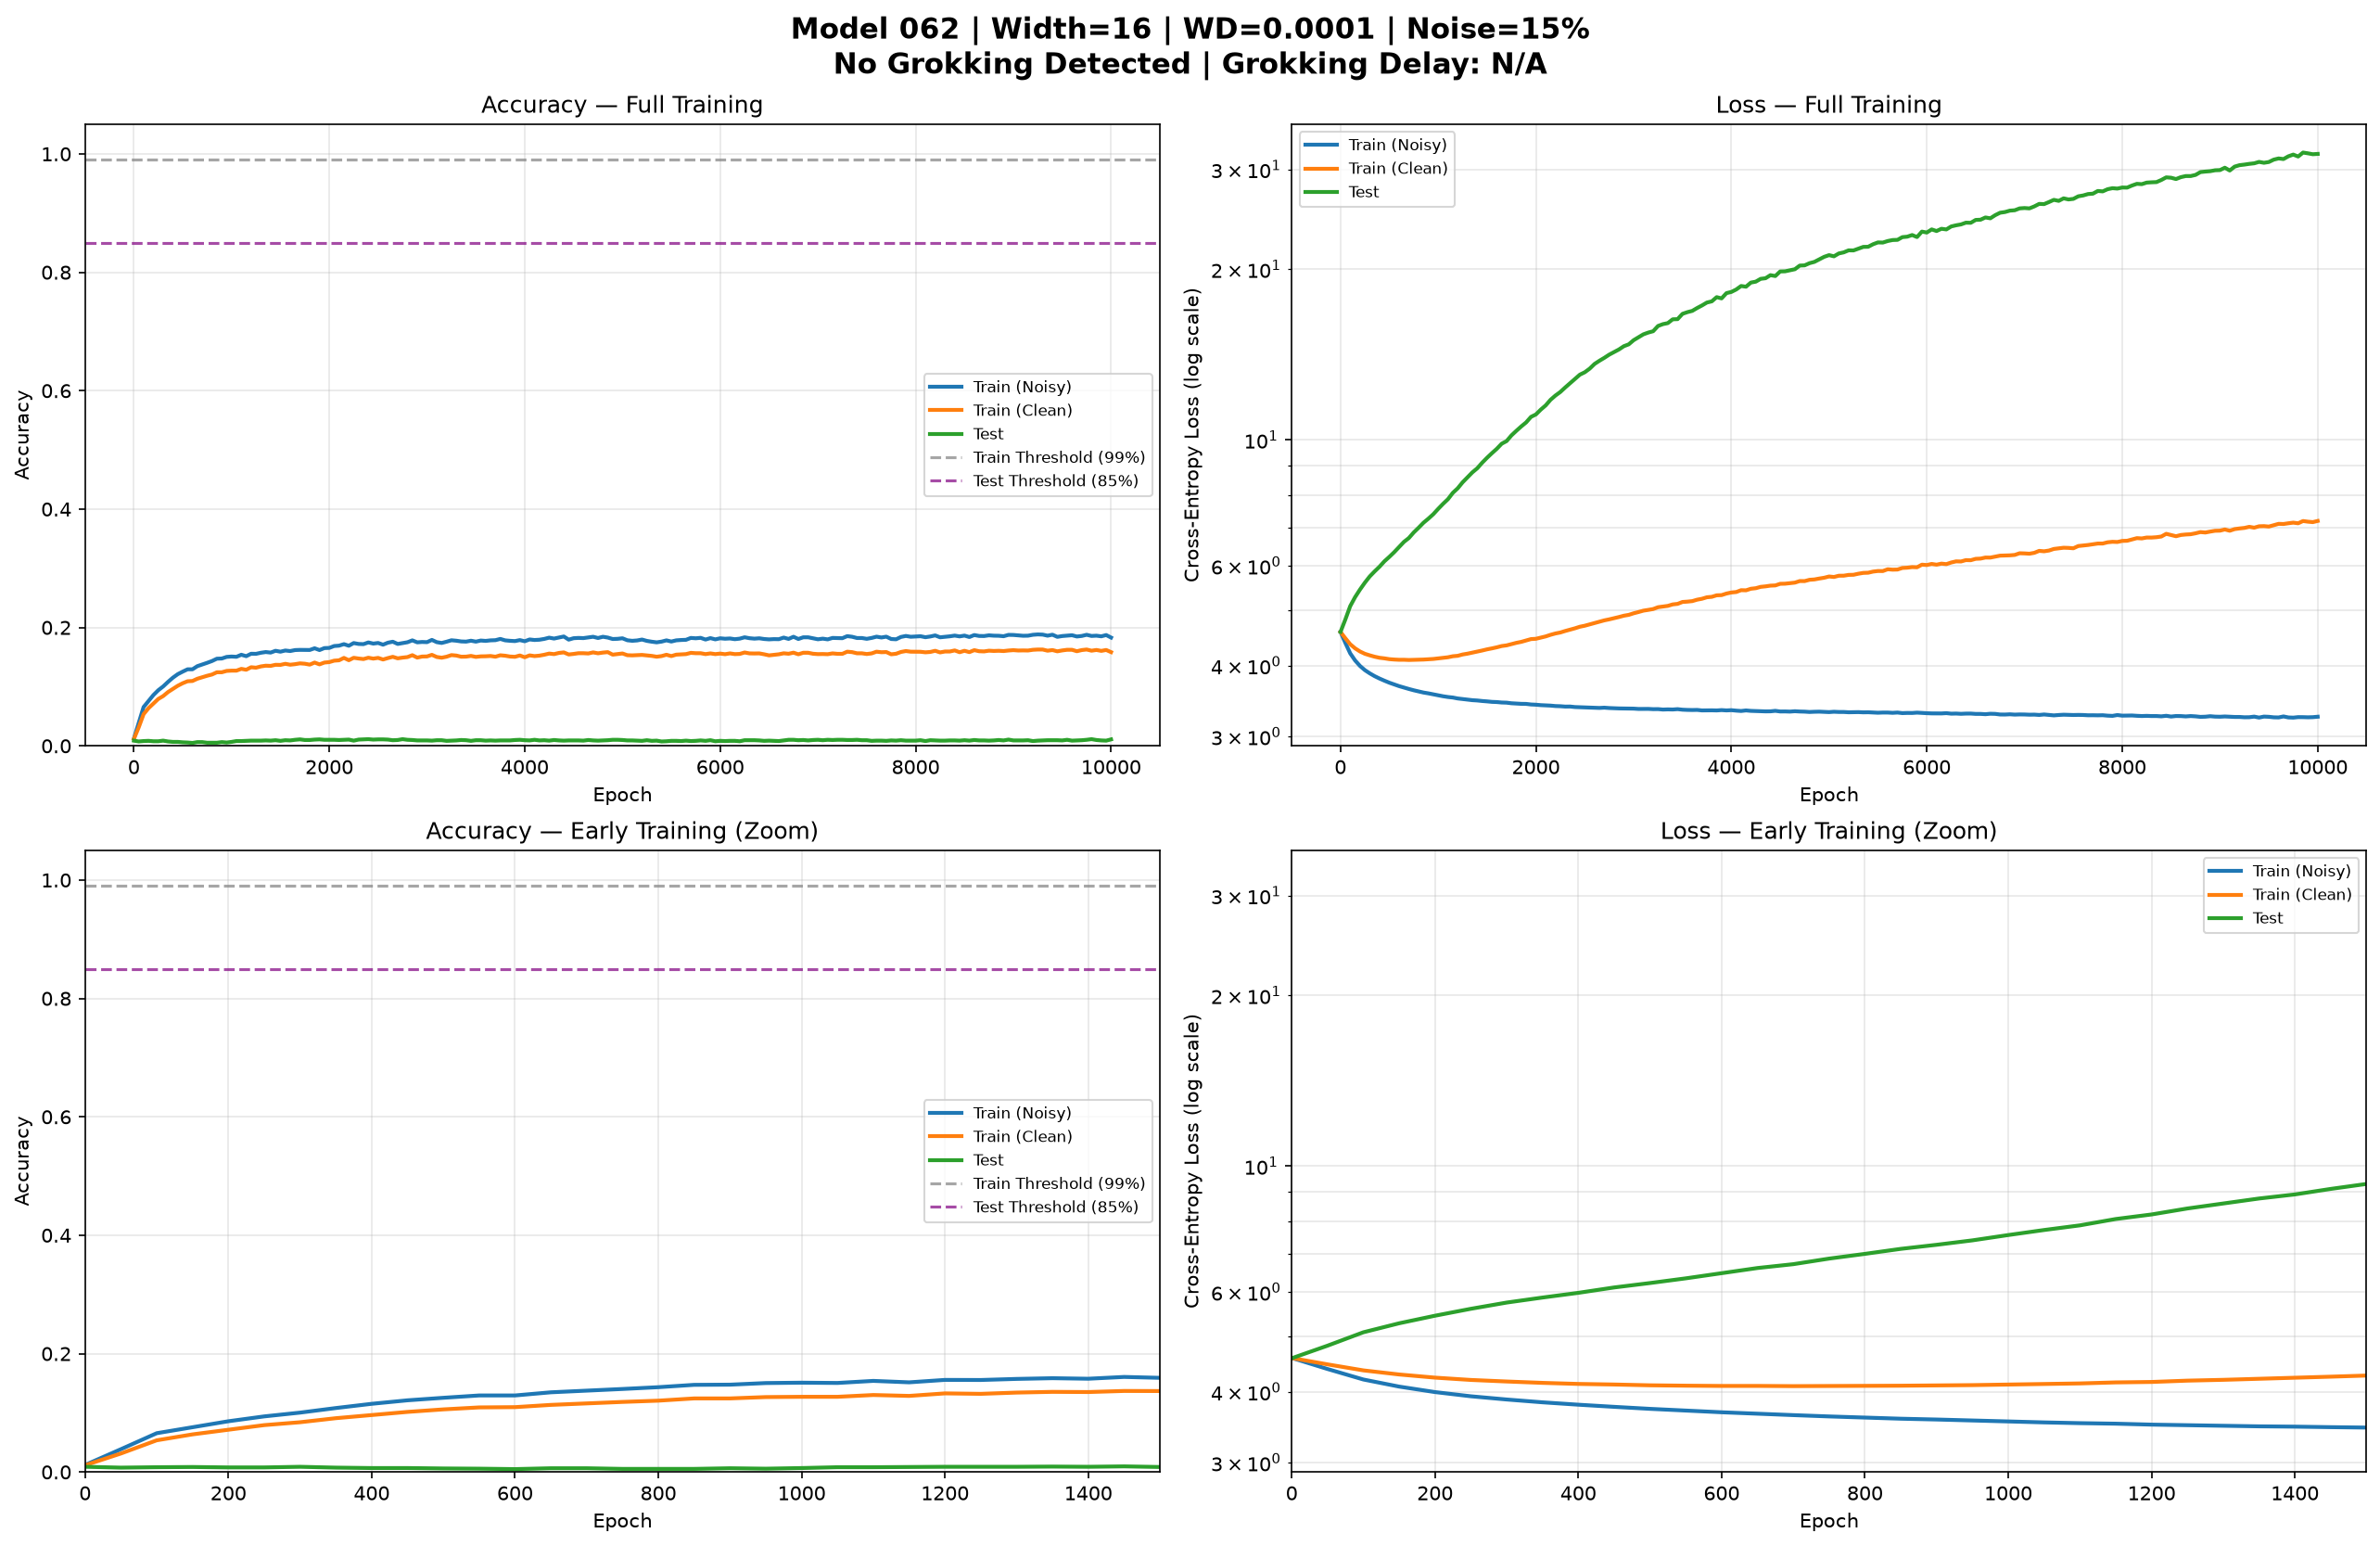 Model 062 | Width=16 | WD=0.0001 | Noise=15%
No Grokking Detected | Grokking Delay: N/A
Accuracy — Full Training
1.0
0.8
0.6
0.4
0.2
0.0
Accuracy
Train (Noisy)
Train (Clean)
Test
Train Threshold (99%)
Test Threshold (85%)
0 2000 4000 6000 8000 10000
Epoch
Loss — Full Training
3 × 10¹
2 × 10¹
10¹
6 × 10⁰
4 × 10⁰
3 × 10⁰
Cross-Entropy Loss (log scale)
Train (Noisy)
Train (Clean)
Test
0 2000 4000 6000 8000 10000
Epoch
Accuracy — Early Training (Zoom)
1.0
0.8
0.6
0.4
0.2
0.0
Accuracy
Train (Noisy)
Train (Clean)
Test
Train Threshold (99%)
Test Threshold (85%)
0 200 400 600 800 1000 1200 1400
Epoch
Loss — Early Training (Zoom)
3 × 10¹
2 × 10¹
10¹
6 × 10⁰
4 × 10⁰
3 × 10⁰
Cross-Entropy Loss (log scale)
Train (Noisy)
Train (Clean)
Test
0 200 400 600 800 1000 1200 1400
Epoch